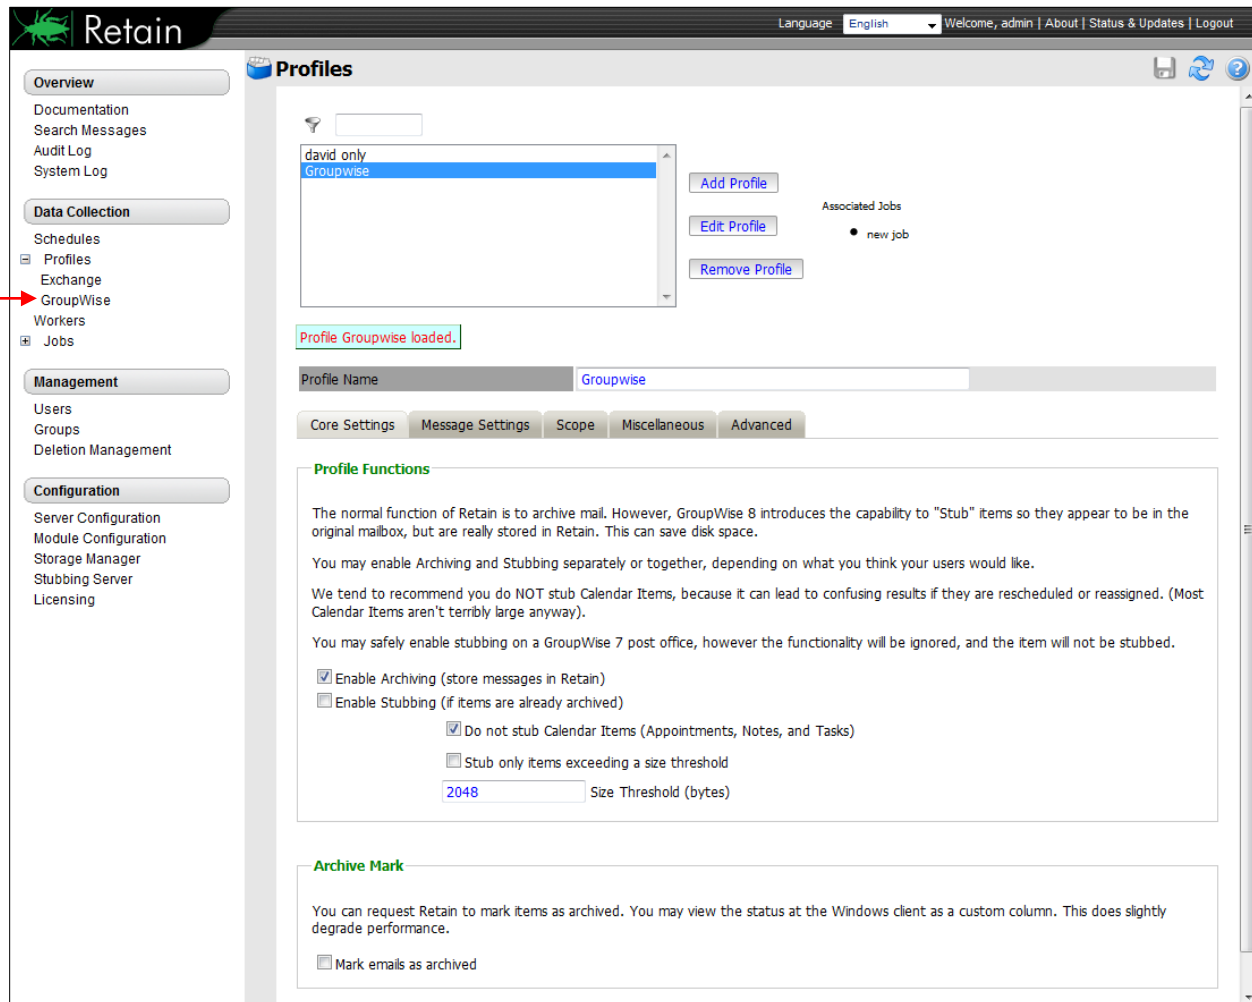 Retain
Language English Welcome, admin | About | Status & Updates | Logout
Overview
Documentation
Search Messages
Audit Log
System Log
Data Collection
Schedules
Profiles
Exchange
GroupWise
Workers
Jobs
Management
Users
Groups
Deletion Management
Configuration
Server Configuration
Module Configuration
Storage Manager
Stubbing Server
Licensing
Profiles
david only
Groupwise
Add Profile
Edit Profile
Remove Profile
Associated Jobs
new job
Profile Groupwise loaded.
Profile Name Groupwise
Core Settings Message Settings Scope Miscellaneous Advanced
Profile Functions
The normal function of Retain is to archive mail. However, GroupWise 8 introduces the capability to "Stub" items so they appear to be in the
original mailbox, but are really stored in Retain. This can save disk space.
You may enable Archiving and Stubbing separately or together, depending on what you think your users would like.
We tend to recommend you do NOT stub Calendar Items, because it can lead to confusing results if they are rescheduled or reassigned. (Most
Calendar Items aren't terribly large anyway).
You may safely enable stubbing on a GroupWise 7 post office, however the functionality will be ignored, and the item will not be stubbed.
Enable Archiving (store messages in Retain)
Enable Stubbing (if items are already archived)
Do not stub Calendar Items (Appointments, Notes, and Tasks)
Stub only items exceeding a size threshold
2048 Size Threshold (bytes)
Archive Mark
You can request Retain to mark items as archived. You may view the status at the Windows client as a custom column. This does slightly
degrade performance.
Mark emails as archived